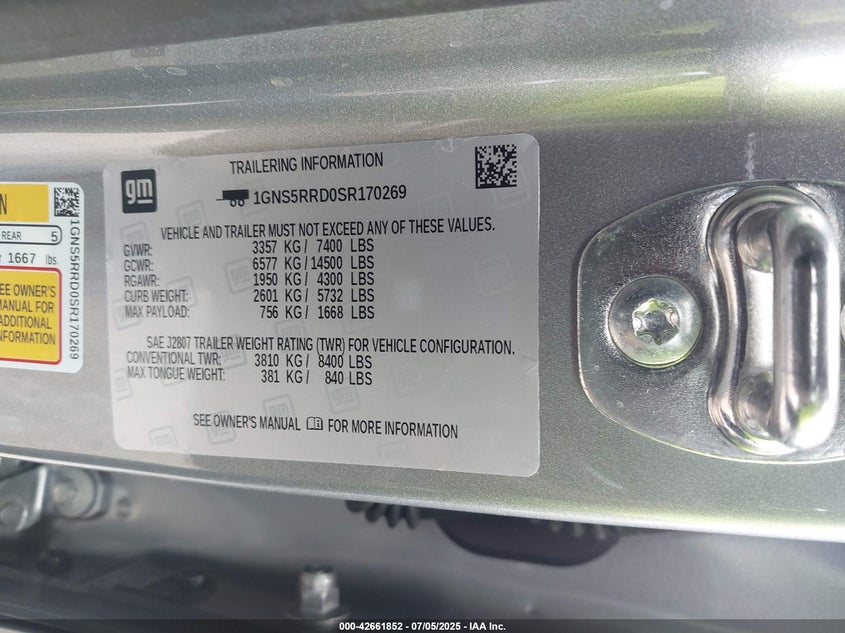 gm
TRAILERING INFORMATION
1GNS5RRD0SR170269
VEHICLE AND TRAILER MUST NOT EXCEED ANY OF THESE VALUES.
GVWR: 3357 KG / 7400 LBS
GCWR: 6577 KG / 14500 LBS
RGAWR: 1950 KG / 4300 LBS
CURB WEIGHT: 2601 KG / 5732 LBS
MAX PAYLOAD: 756 KG / 1668 LBS
SAE J2807 TRAILER WEIGHT RATING (TWR) FOR VEHICLE CONFIGURATION.
CONVENTIONAL TWR: 3810 KG / 8400 LBS
MAX TONGUE WEIGHT: 381 KG / 840 LBS
SEE OWNER'S MANUAL FOR MORE INFORMATION
REAR 5
1667 lbs
SEE OWNER'S
MANUAL FOR
ADDITIONAL
INFORMATION
1GNS5RRD0SR170269
000-42661852 - 07/05/2025 - IAA Inc.